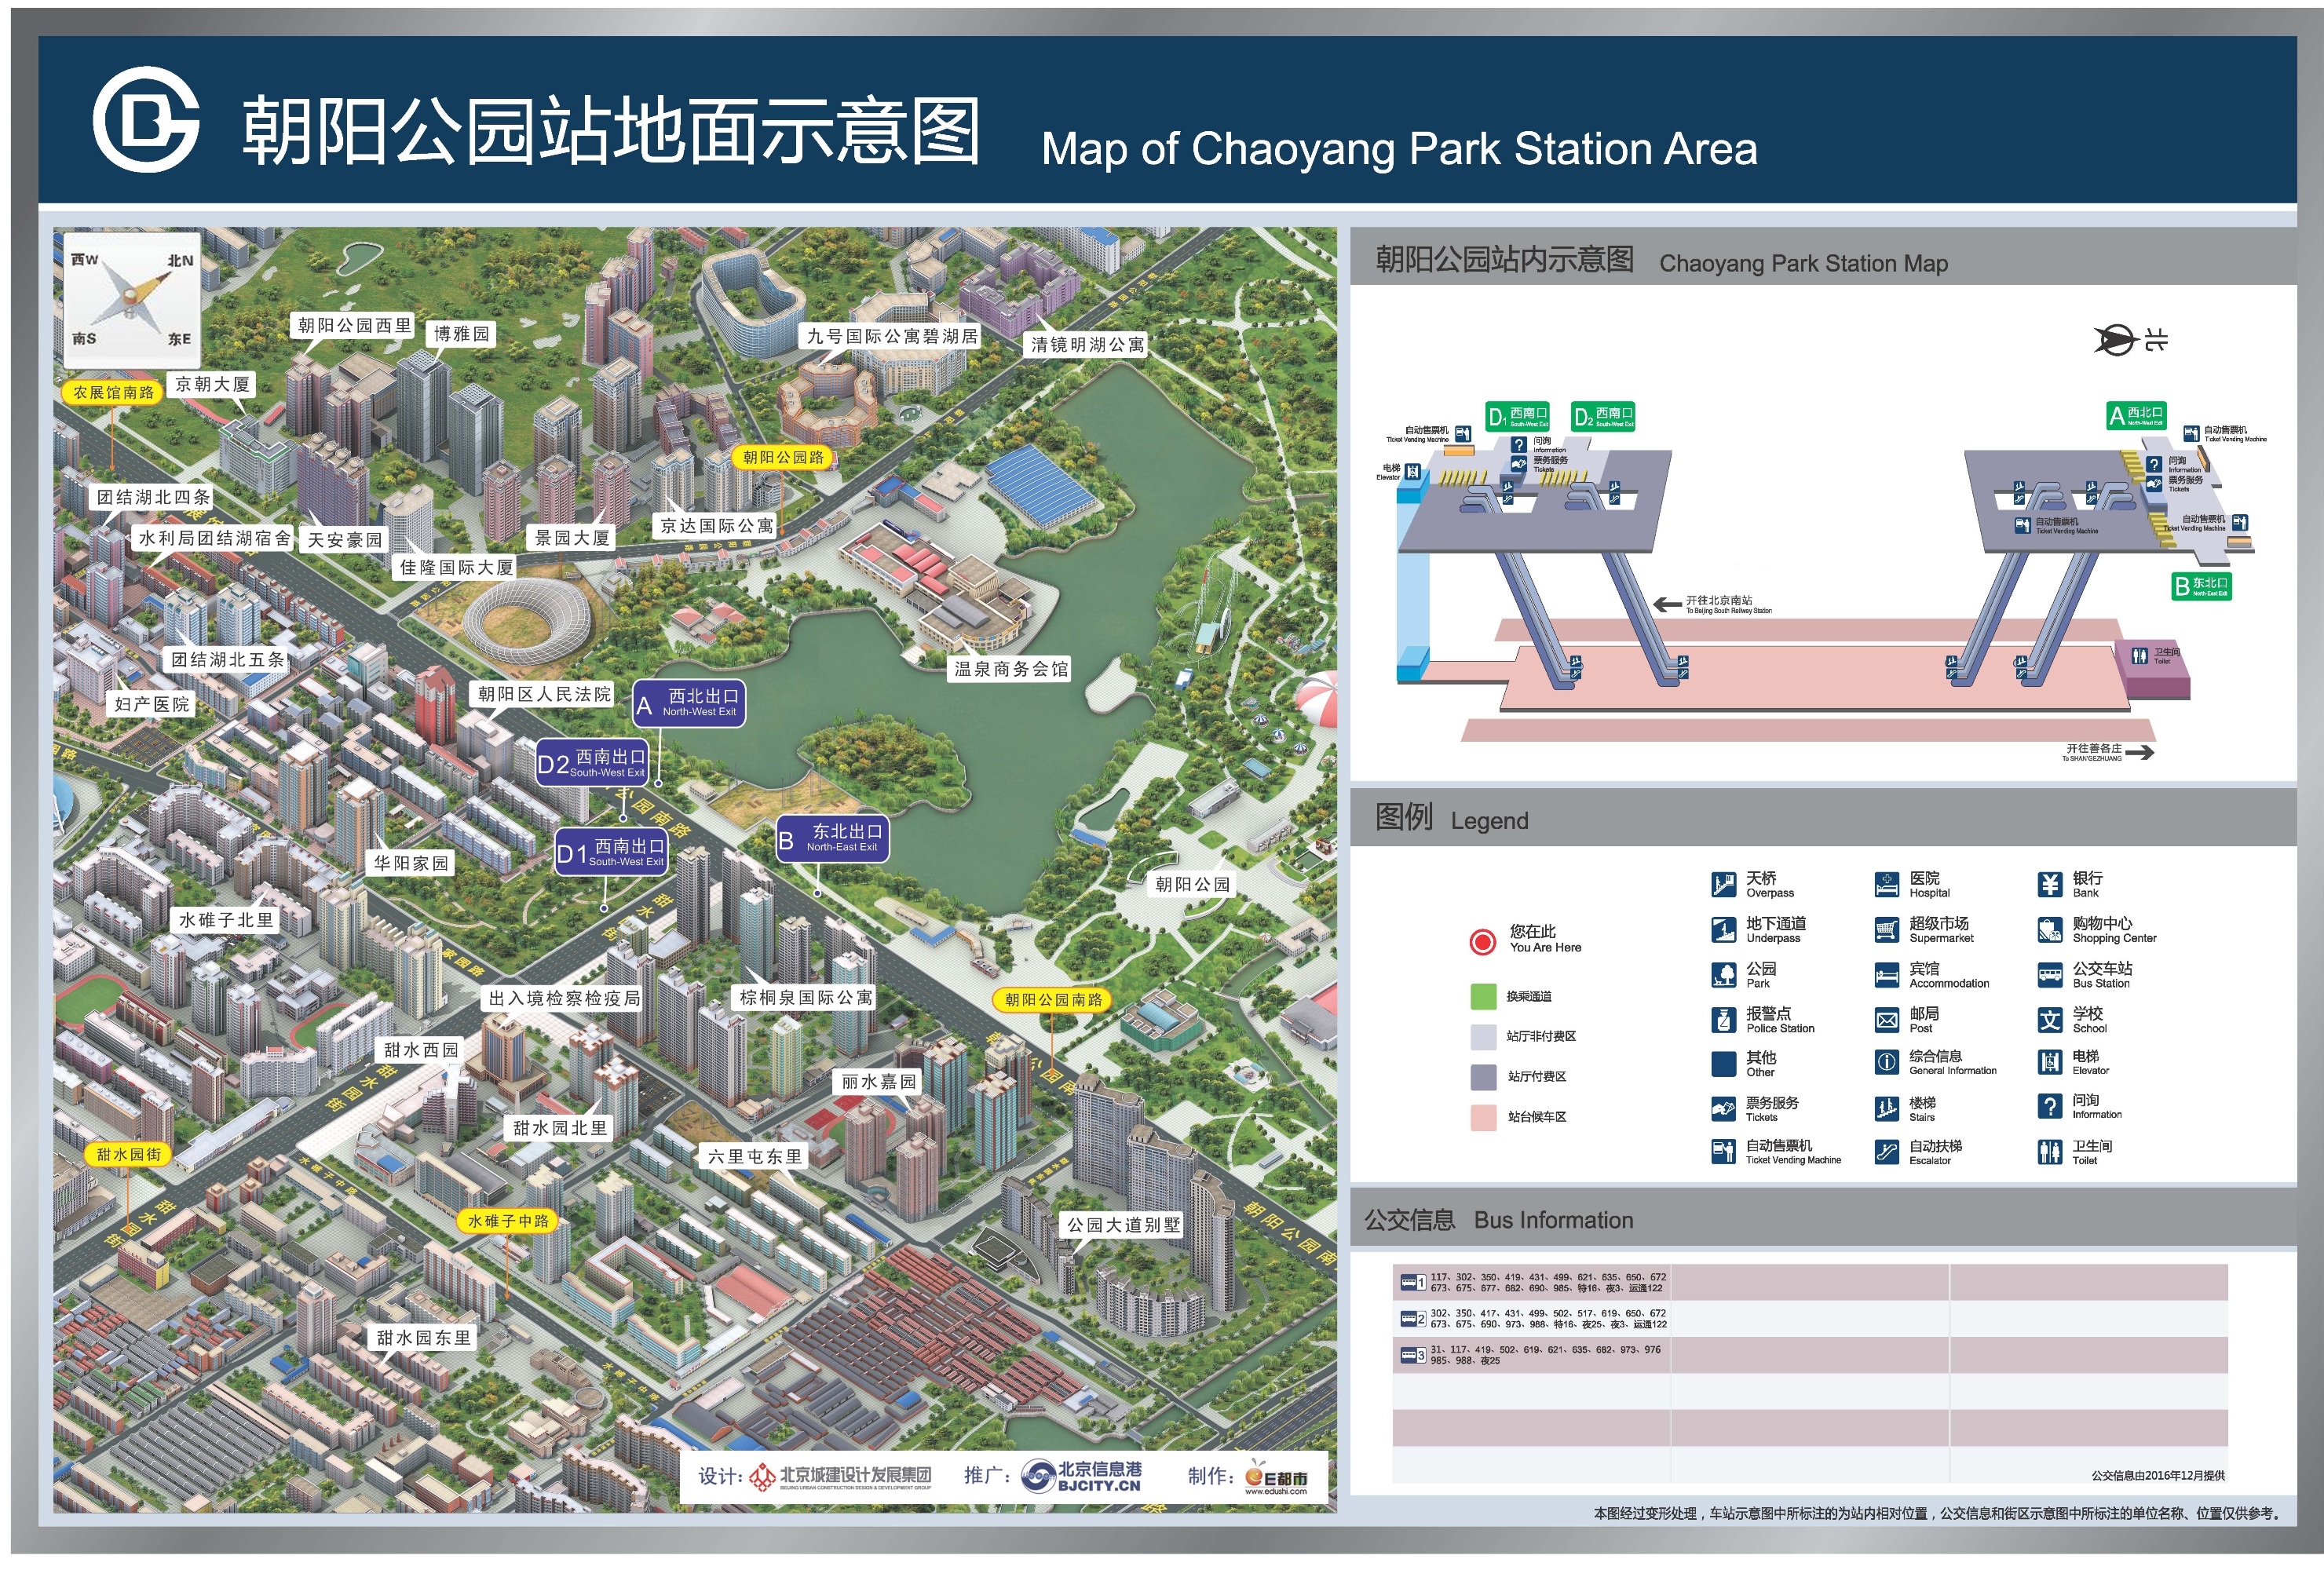 朝阳公园站地面示意图 Map of Chaoyang Park Station Area
西W
北N
南S
东E
朝阳公园西里
博雅园
九号国际公寓碧湖居
清镜明湖公寓
农展馆南路
京朝大厦
朝阳公园路
团结湖北四条
水利局团结湖宿舍
天安豪园
景园大厦
京达国际公寓
佳隆国际大厦
团结湖北五条
妇产医院
朝阳区人民法院
温泉商务会馆
A 西北出口
North-West Exit
D2 西南出口
South-West Exit
公园南路
D1 西南出口
South-West Exit
B 东北出口
North-East Exit
华阳家园
朝阳公园
水碓子北里
甜水
街
家园路
出入境检察检疫局
棕榈泉国际公寓
朝阳公园南路
甜水西园
甜水
园街
丽水嘉园
甜水园北里
甜水园街
六里屯东里
水碓子中路
甜水
园街
水碓子中路
公园大道别墅
朝阳公园南
甜水园东里
水碓子中路
设计:
北京城建设计发展集团
BEIJING URBAN CONSTRUCTION DESIGN & DEVELOPMENT GROUP
推广:
北京信息港
BJCITY.CN
制作:
E都市
www.edushi.com
朝阳公园站内示意图 Chaoyang Park Station Map
北
D1 西南口
South-West Exit
D2 西南口
South-West Exit
A 西北口
North-West Exit
自动售票机
Ticket Vending Machine
问询
Information
票务服务
Tickets
电梯
Elevator
自动售票机
Ticket Vending Machine
问询
Information
票务服务
Tickets
自动售票机
Ticket Vending Machine
自动售票机
Ticket Vending Machine
B 东北口
North-East Exit
开往北京南站
To Beijing South Railway Station
卫生间
Toilet
开往善各庄
To SHAN'GEZHUANG
图例 Legend
您在此
You Are Here
换乘通道
站厅非付费区
站厅付费区
站台候车区
天桥
Overpass
医院
Hospital
银行
Bank
地下通道
Underpass
超级市场
Supermarket
购物中心
Shopping Center
公园
Park
宾馆
Accommodation
公交车站
Bus Station
报警点
Police Station
邮局
Post
学校
School
其他
Other
综合信息
General Information
电梯
Elevator
票务服务
Tickets
楼梯
Stairs
问询
Information
自动售票机
Ticket Vending Machine
自动扶梯
Escalator
卫生间
Toilet
公交信息 Bus Information
1 117、302、350、419、431、499、621、635、650、672
673、675、677、682、690、985、特16、夜3、运通122
2 302、350、417、431、499、502、517、619、650、672
673、675、690、973、988、特16、夜25、夜3、运通122
3 31、117、419、502、619、621、635、682、973、976
985、988、夜25
公交信息由2016年12月提供
本图经过变形处理，车站示意图中所标注的为站内相对位置，公交信息和街区示意图中所标注的单位名称、位置仅供参考。